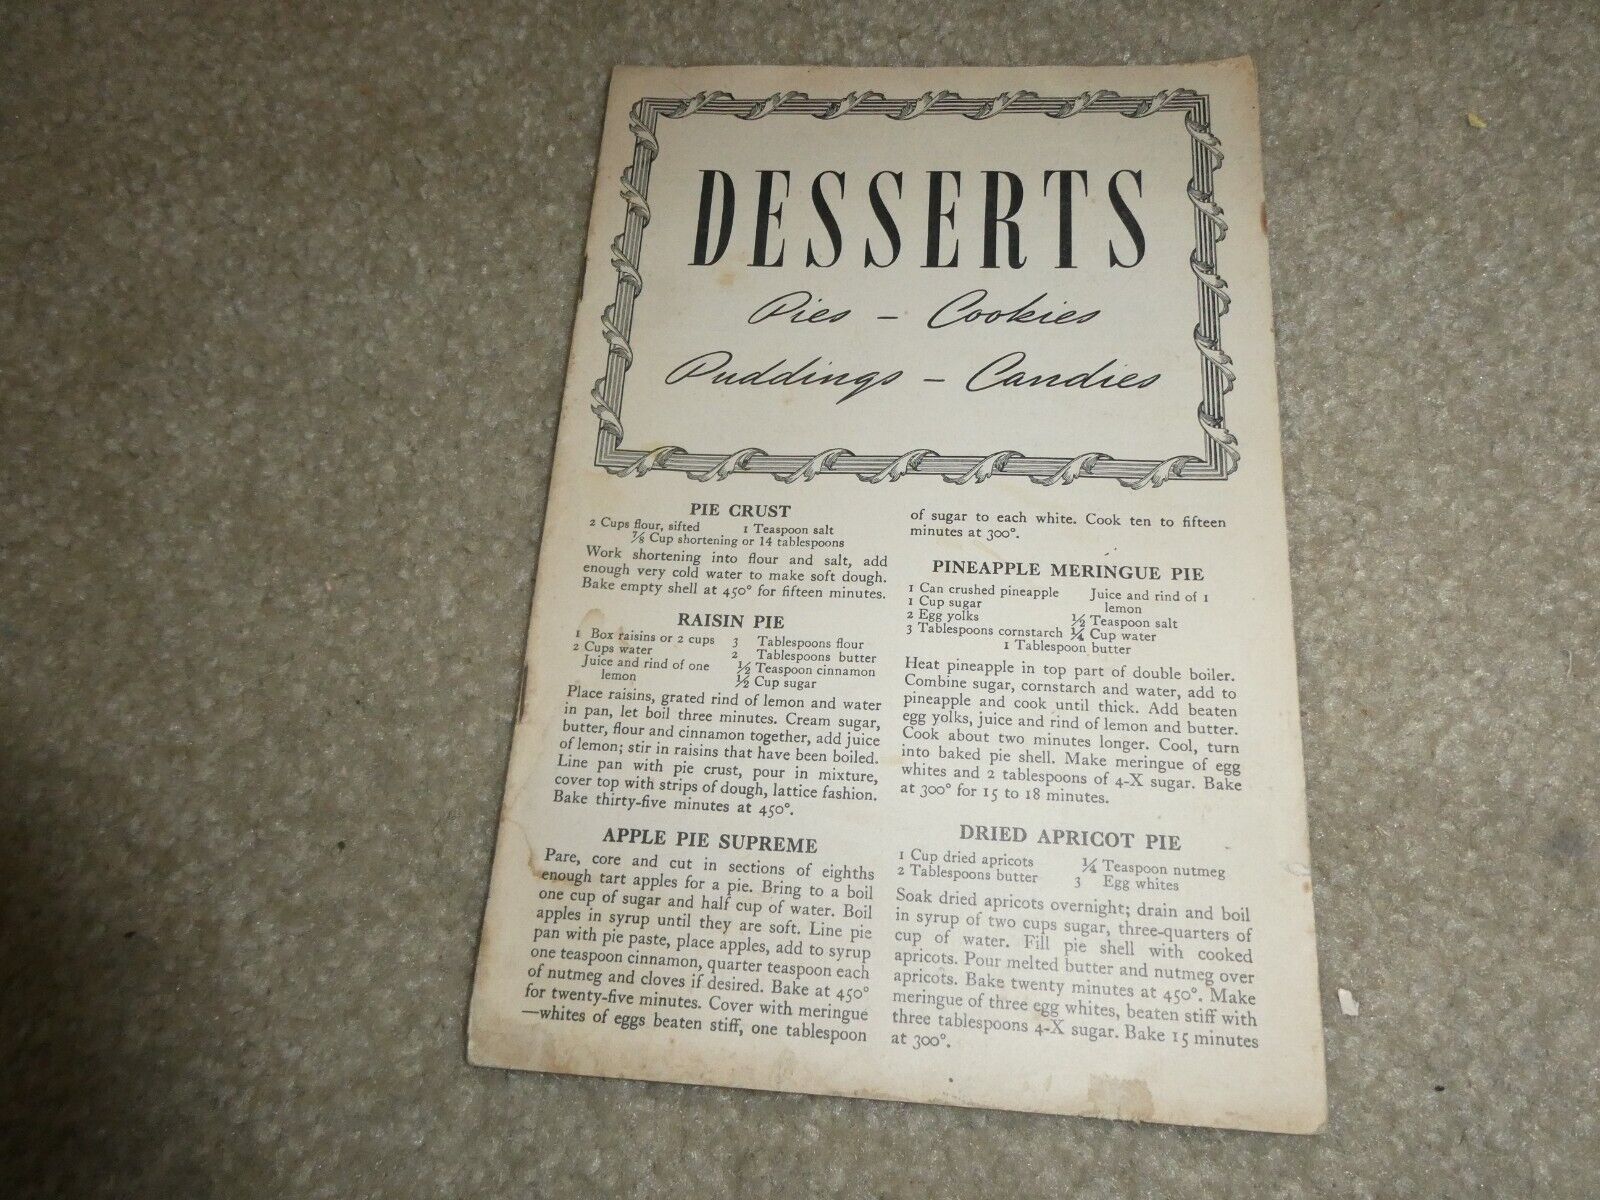 DESSERTS
Pies - Cookies
Puddings - Candies
PIE CRUST
2 Cups flour, sifted 1 Teaspoon salt
⅞ Cup shortening or 14 tablespoons
Work shortening into flour and salt, add
enough very cold water to make soft dough.
Bake empty shell at 450° for fifteen minutes.
RAISIN PIE
1 Box raisins or 2 cups 3 Tablespoons flour
2 Cups water 2 Tablespoons butter
Juice and rind of one ½ Teaspoon cinnamon
lemon ½ Cup sugar
Place raisins, grated rind of lemon and water
in pan, let boil three minutes. Cream sugar,
butter, flour and cinnamon together, add juice
of lemon; stir in raisins that have been boiled.
Line pan with pie crust, pour in mixture,
cover top with strips of dough, lattice fashion.
Bake thirty-five minutes at 450°.
APPLE PIE SUPREME
Pare, core and cut in sections of eighths
enough tart apples for a pie. Bring to a boil
one cup of sugar and half cup of water. Boil
apples in syrup until they are soft. Line pie
pan with pie paste, place apples, add to syrup
one teaspoon cinnamon, quarter teaspoon each
of nutmeg and cloves if desired. Bake at 450°
for twenty-five minutes. Cover with meringue
—whites of eggs beaten stiff, one tablespoon
of sugar to each white. Cook ten to fifteen
minutes at 300°.
PINEAPPLE MERINGUE PIE
1 Can crushed pineapple Juice and rind of 1
1 Cup sugar lemon
2 Egg yolks ½ Teaspoon salt
3 Tablespoons cornstarch ¼ Cup water
1 Tablespoon butter
Heat pineapple in top part of double boiler.
Combine sugar, cornstarch and water, add to
pineapple and cook until thick. Add beaten
egg yolks, juice and rind of lemon and butter.
Cook about two minutes longer. Cool, turn
into baked pie shell. Make meringue of egg
whites and 2 tablespoons of 4-X sugar. Bake
at 300° for 15 to 18 minutes.
DRIED APRICOT PIE
1 Cup dried apricots ¼ Teaspoon nutmeg
2 Tablespoons butter 3 Egg whites
Soak dried apricots overnight; drain and boil
in syrup of two cups sugar, three-quarters of
cup of water. Fill pie shell with cooked
apricots. Pour melted butter and nutmeg over
apricots. Bake twenty minutes at 450°. Make
meringue of three egg whites, beaten stiff with
three tablespoons 4-X sugar. Bake 15 minutes
at 300°.